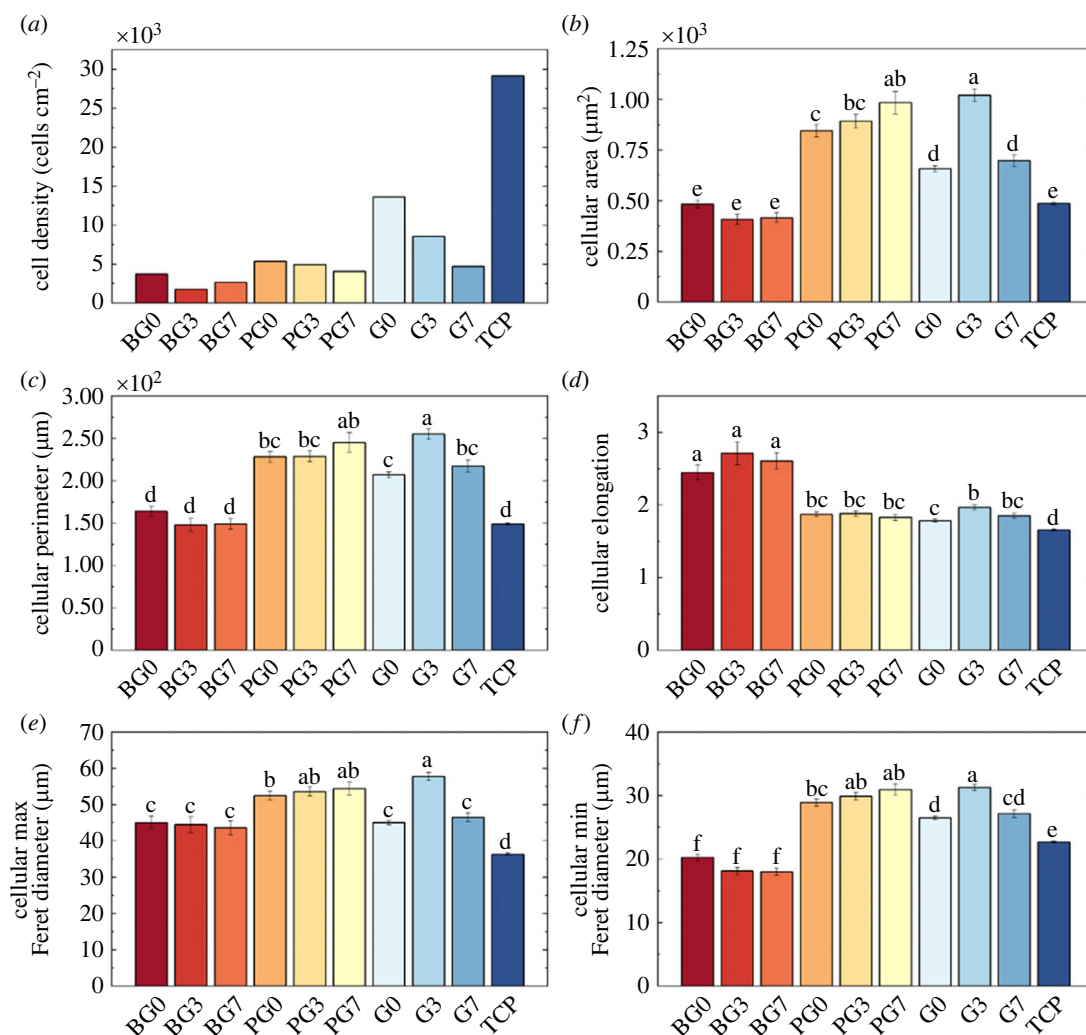 (a)
×10³
30
25
20
15
10
5
0
cell density (cells cm⁻²)
BG0 BG3 BG7 PG0 PG3 PG7 G0 G3 G7 TCP
(b)
×10³
1.25
1.00
0.75
0.50
0.25
0
cellular area (μm²)
e e e c bc ab d a d e
BG0 BG3 BG7 PG0 PG3 PG7 G0 G3 G7 TCP
(c)
×10²
3.00
2.50
2.00
1.50
1.00
0.50
0
cellular perimeter (μm)
d d d bc bc ab c a bc d
BG0 BG3 BG7 PG0 PG3 PG7 G0 G3 G7 TCP
(d)
3
2
1
0
cellular elongation
a a a bc bc bc c b bc d
BG0 BG3 BG7 PG0 PG3 PG7 G0 G3 G7 TCP
(e)
70
60
50
40
30
20
10
0
cellular max
Feret diameter (μm)
c c c b ab ab c a c d
BG0 BG3 BG7 PG0 PG3 PG7 G0 G3 G7 TCP
(f)
40
30
20
10
0
cellular min
Feret diameter (μm)
f f f bc ab ab d a cd e
BG0 BG3 BG7 PG0 PG3 PG7 G0 G3 G7 TCP